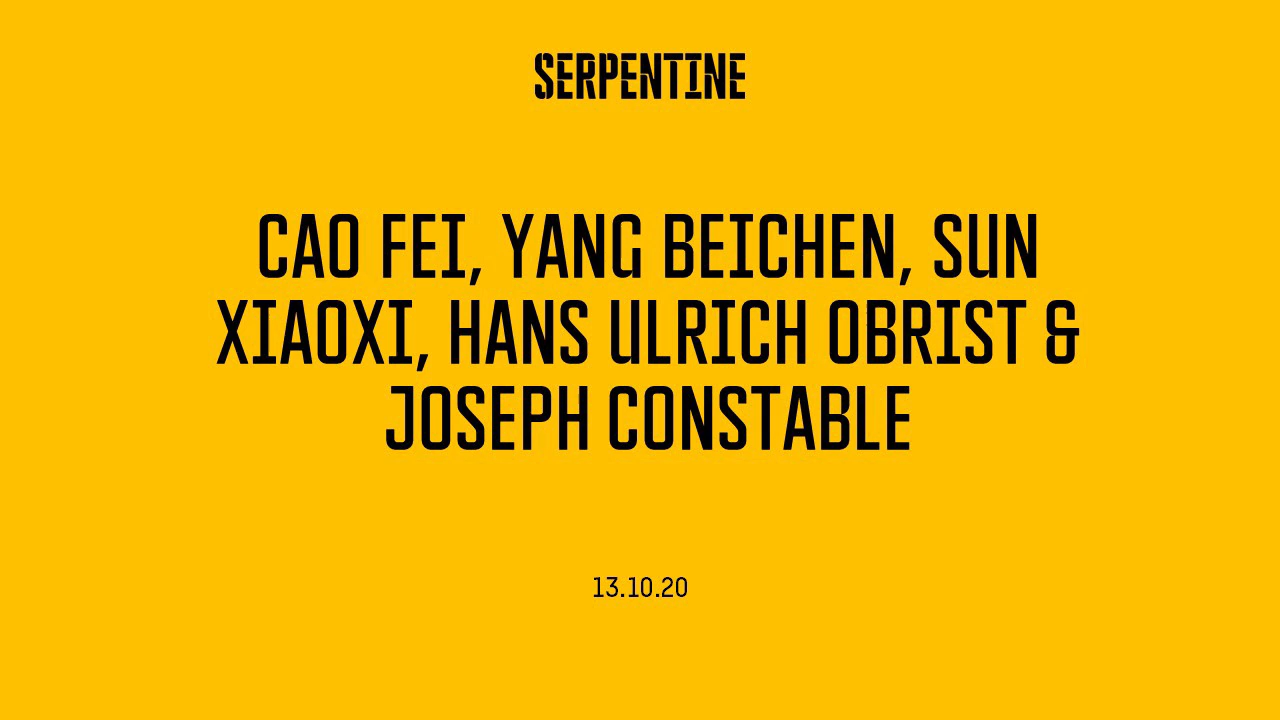 SERPENTINE
CAO FEI, YANG BEICHEN, SUN
XIAOXI, HANS ULRICH OBRIST &
JOSEPH CONSTABLE
13.10.20